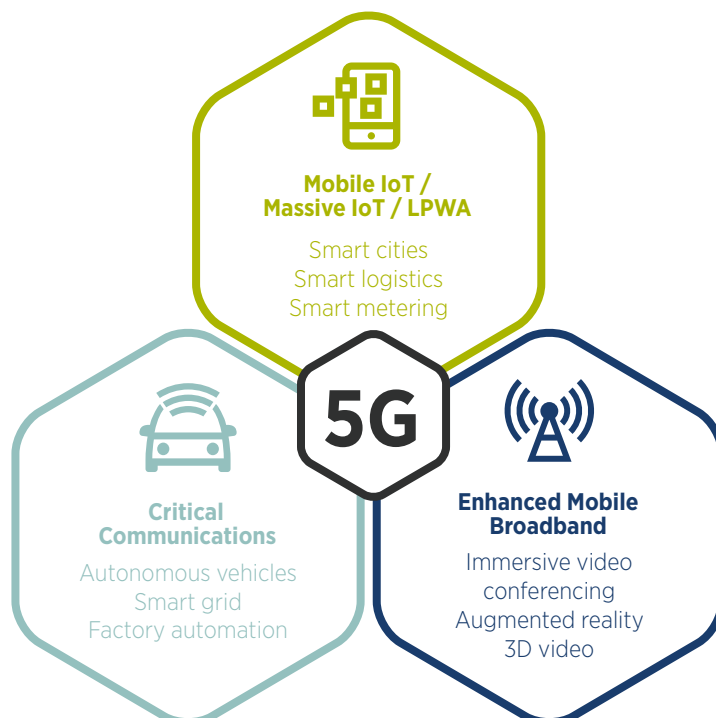 Mobile IoT /
Massive IoT / LPWA
Smart cities
Smart logistics
Smart metering
5G
Critical
Communications
Autonomous vehicles
Smart grid
Factory automation
Enhanced Mobile
Broadband
Immersive video
conferencing
Augmented reality
3D video